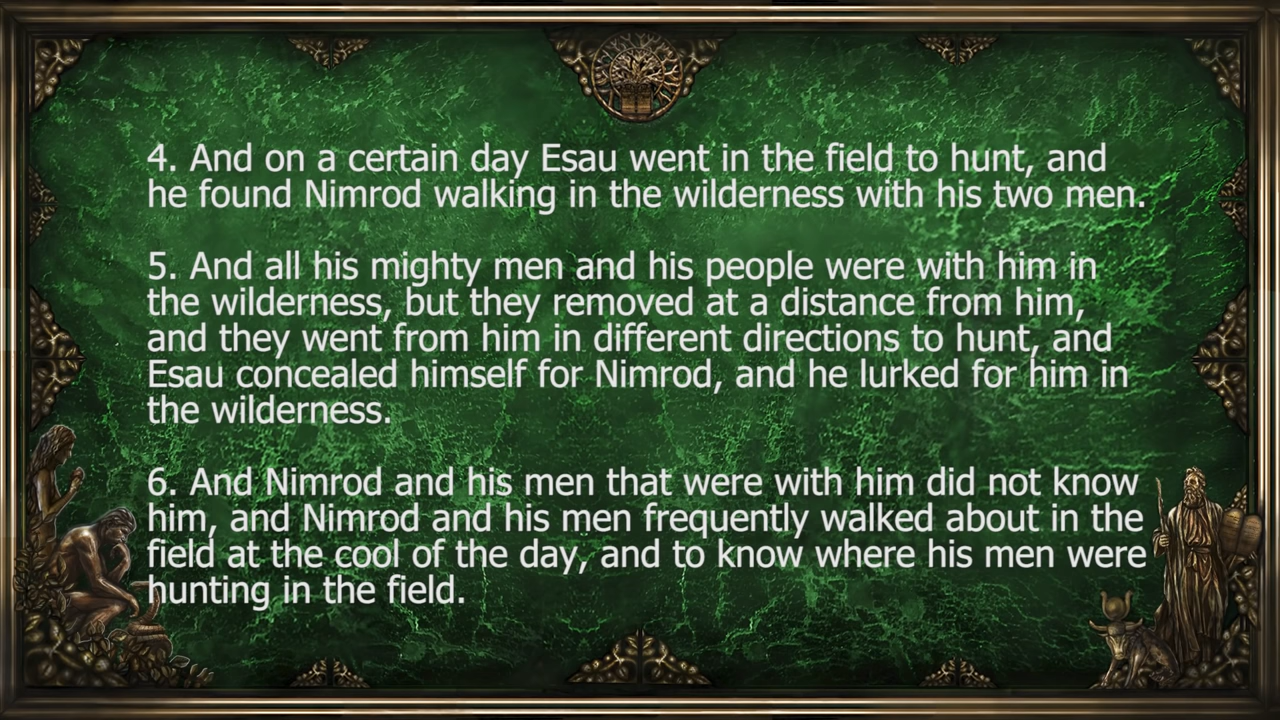 4. And on a certain day Esau went in the field to hunt, and
he found Nimrod walking in the wilderness with his two men.
5. And all his mighty men and his people were with him in
the wilderness, but they removed at a distance from him,
and they went from him in different directions to hunt, and
Esau concealed himself for Nimrod, and he lurked for him in
the wilderness.
6. And Nimrod and his men that were with him did not know
him, and Nimrod and his men frequently walked about in the
field at the cool of the day, and to know where his men were
hunting in the field.